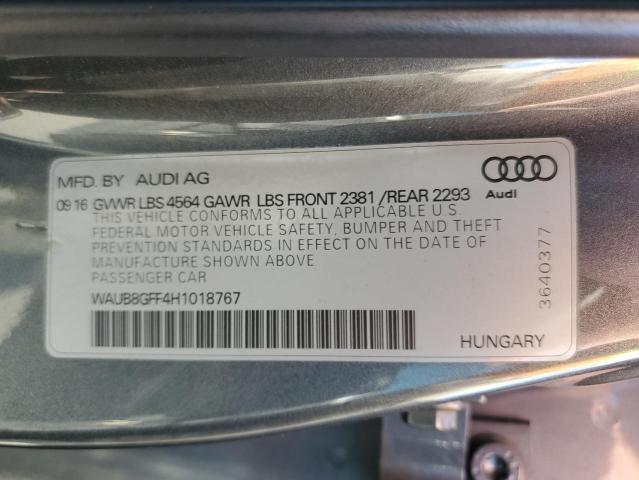 MFD. BY AUDI AG
Audi
09 16 GVWR LBS 4564 GAWR LBS FRONT 2381 / REAR 2293
THIS VEHICLE CONFORMS TO ALL APPLICABLE U.S.
FEDERAL MOTOR VEHICLE SAFETY, BUMPER AND THEFT
PREVENTION STANDARDS IN EFFECT ON THE DATE OF
MANUFACTURE SHOWN ABOVE
PASSENGER CAR
WAUB8GFF4H1018767
HUNGARY
3640377